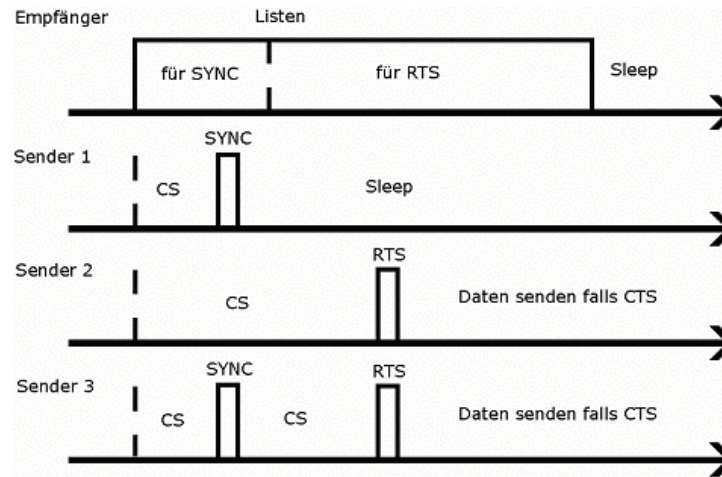 Empfänger Listen
für SYNC für RTS Sleep
SYNC
Sender 1
CS Sleep
RTS
Sender 2
CS Daten senden falls CTS
SYNC RTS
Sender 3
CS CS Daten senden falls CTS